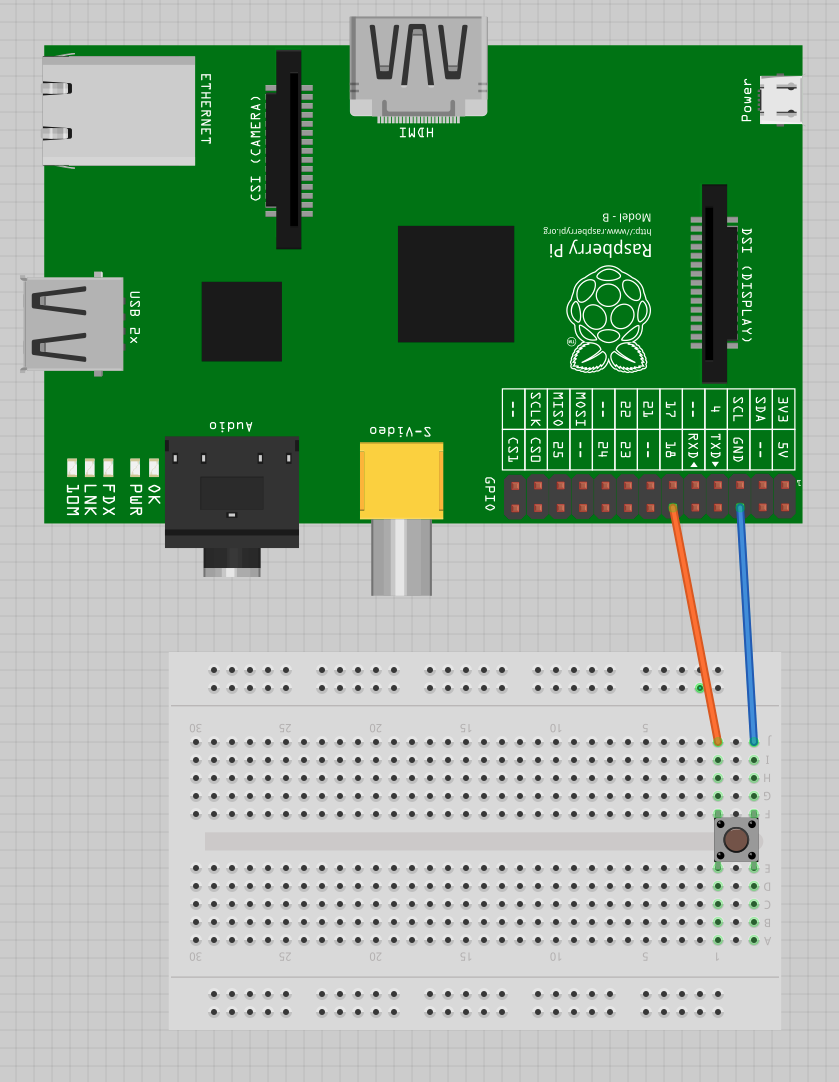 ETHERNET
CSI (CAMERA)
HDMI
Power
Model - B
http://www.raspberrypi.org
Raspberry Pi
TM
DSI (DISPLAY)
USB 2x
-- SCLK MISO MOSI -- 22 21 17 -- 4 SCL SDA 3V3
CS1 CS0 25 -- 24 23 -- 18 RXD TXD GND -- 5V
Audio
S-Video
10M LNK FDX PWR OK
GPIO
30 25 20 15 10 5
J
I
H
G
F
E
D
C
B
A
30 25 20 15 10 5 1